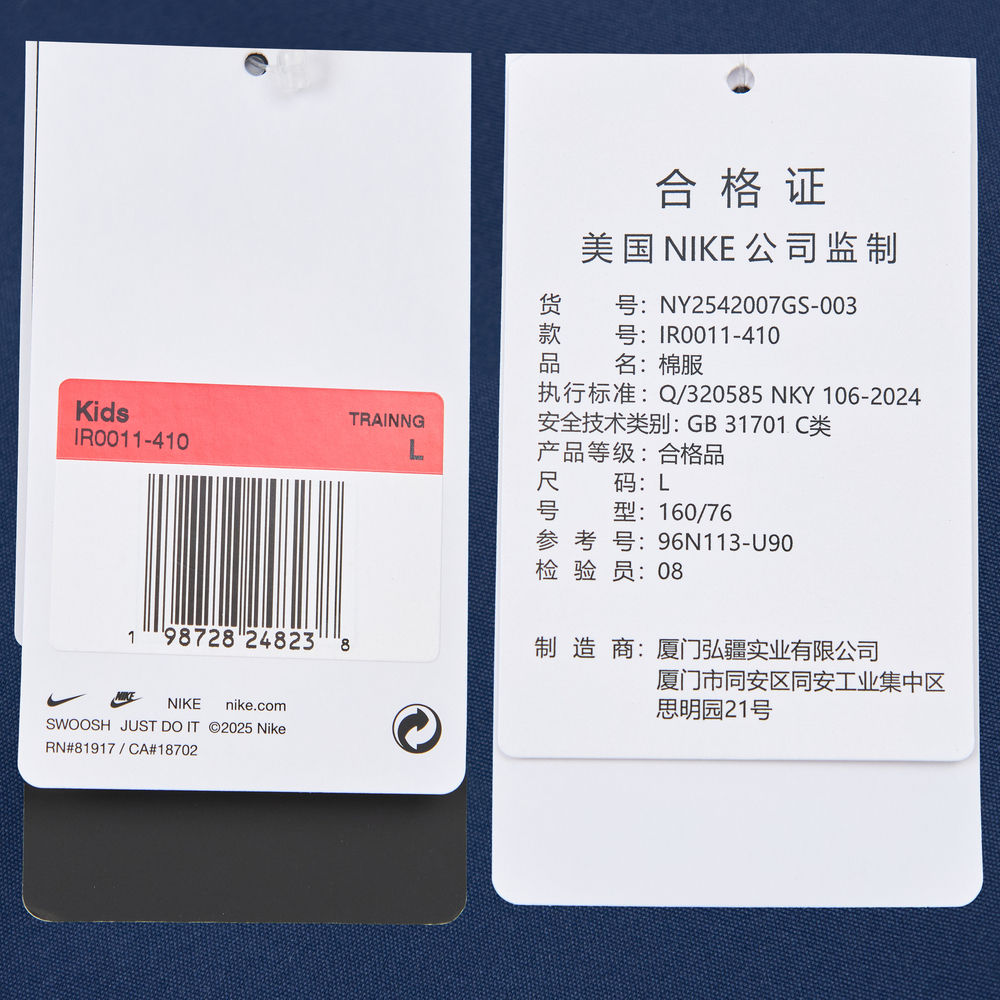 Kids
TRAINNG
IR0011-410
L
1 98728 24823 8
NIKE
NIKE nike.com
SWOOSH JUST DO IT ©2025 Nike
RN#81917 / CA#18702
合格证
美国NIKE公司监制
货号：NY2542007GS-003
款号：IR0011-410
品名：棉服
执行标准：Q/320585 NKY 106-2024
安全技术类别：GB 31701 C类
产品等级：合格品
尺码：L
号型：160/76
参考号：96N113-U90
检验员：08
制造商：厦门弘疆实业有限公司
厦门市同安区同安工业集中区
思明园21号